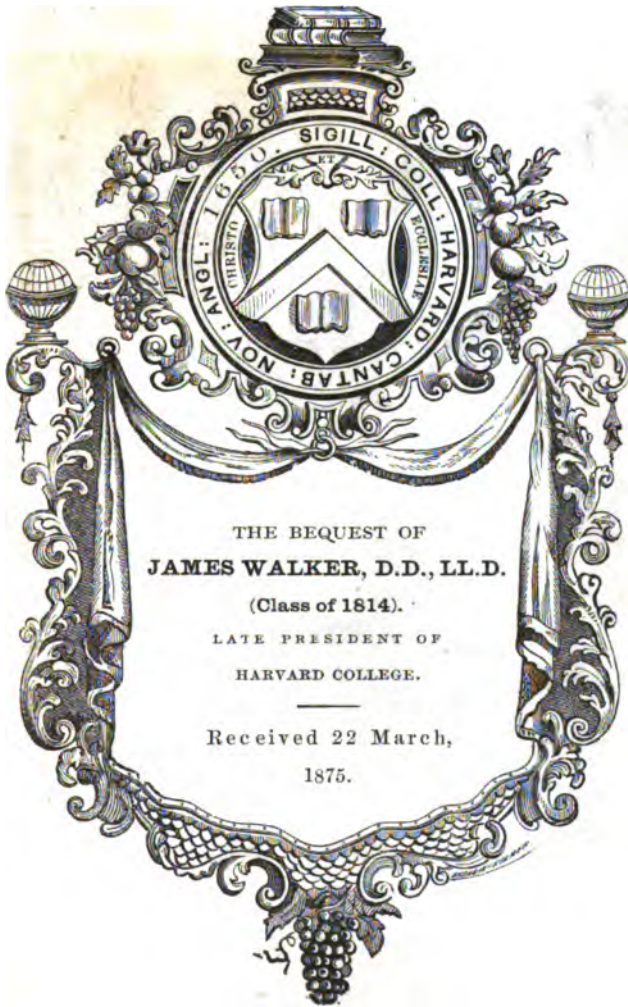 SIGILL: COLL: HARVARD: CANTAB: NOV: ANGL: 1650.
CHRISTO
ET
ECCLESIAE
THE BEQUEST OF
JAMES WALKER, D.D., LL.D.
(Class of 1814).
LATE PRESIDENT OF
HARVARD COLLEGE.
Received 22 March,
1875.